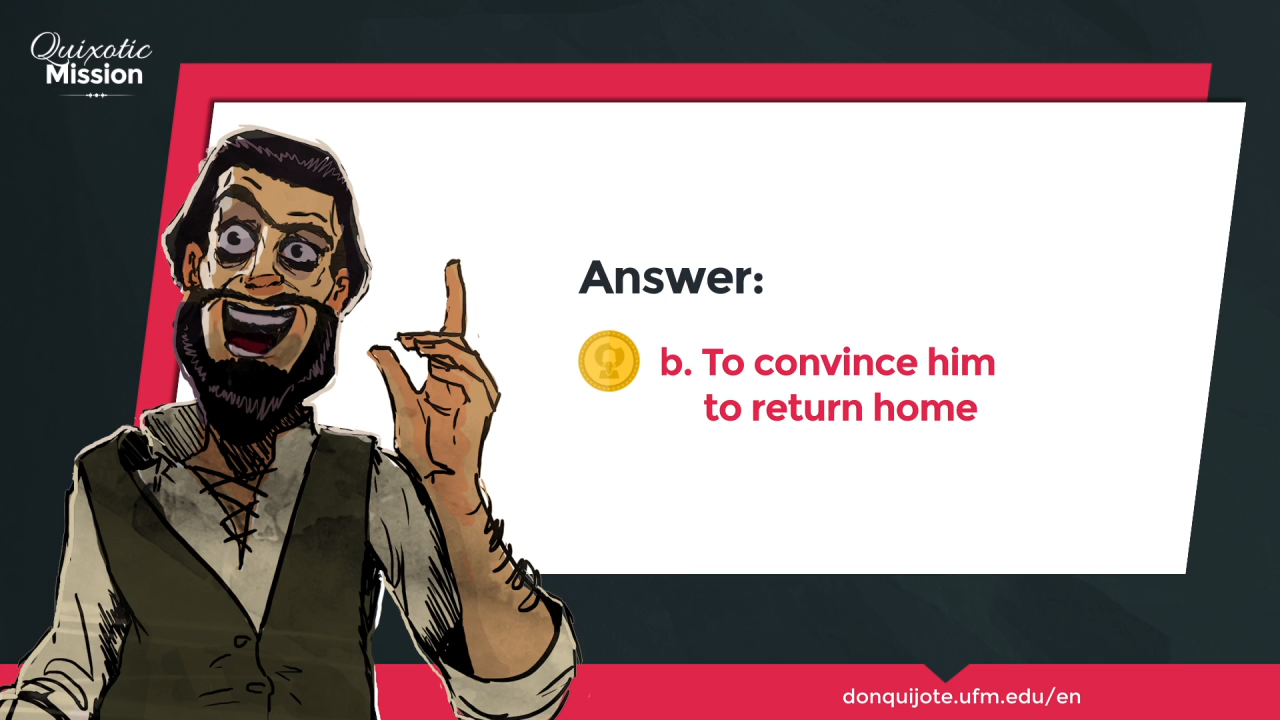 Quixotic
Mission
Answer:
b. To convince him
to return home
donquijote.ufm.edu/en